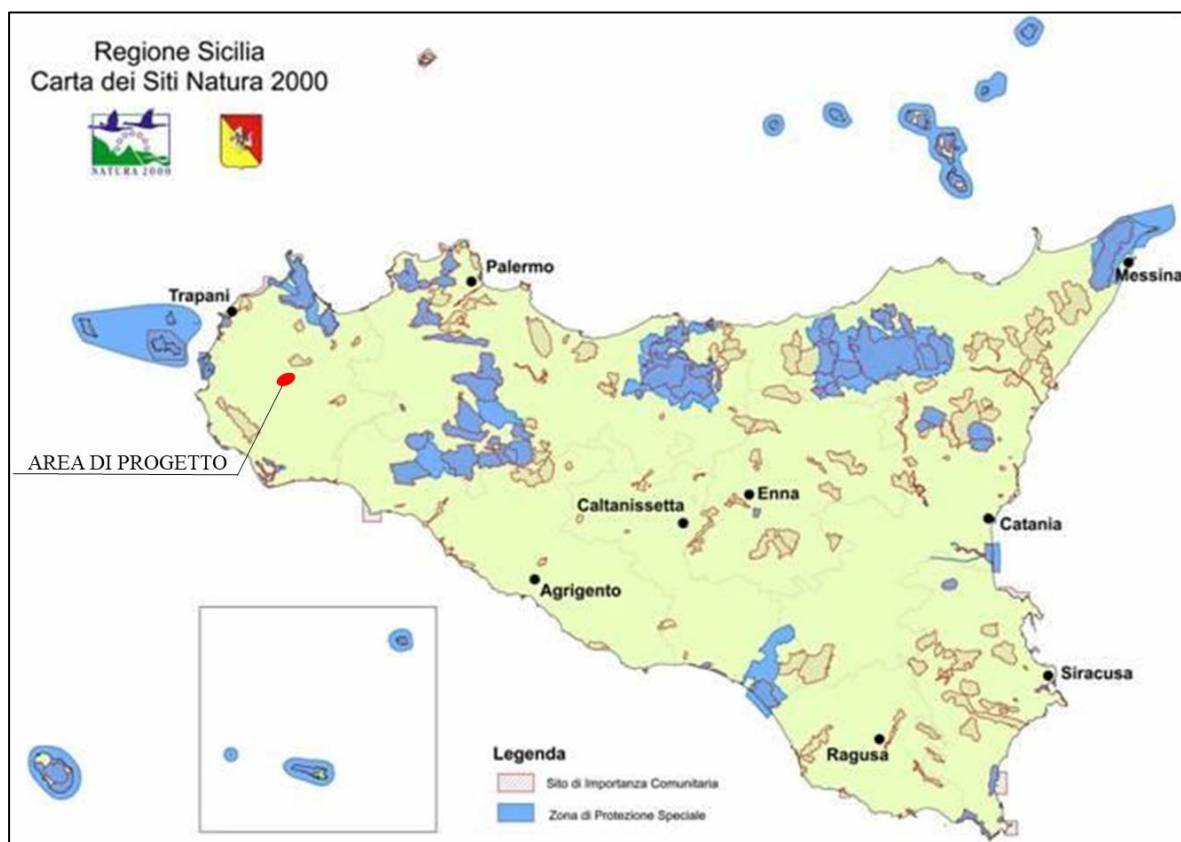 Regione Sicilia
Carta dei Siti Natura 2000
NATURA 2000
Palermo
Trapani
Messina
AREA DI PROGETTO
Enna
Caltanissetta
Catania
Agrigento
Siracusa
Ragusa
Legenda
Sito di Importanza Comunitaria
Zona di Protezione Speciale